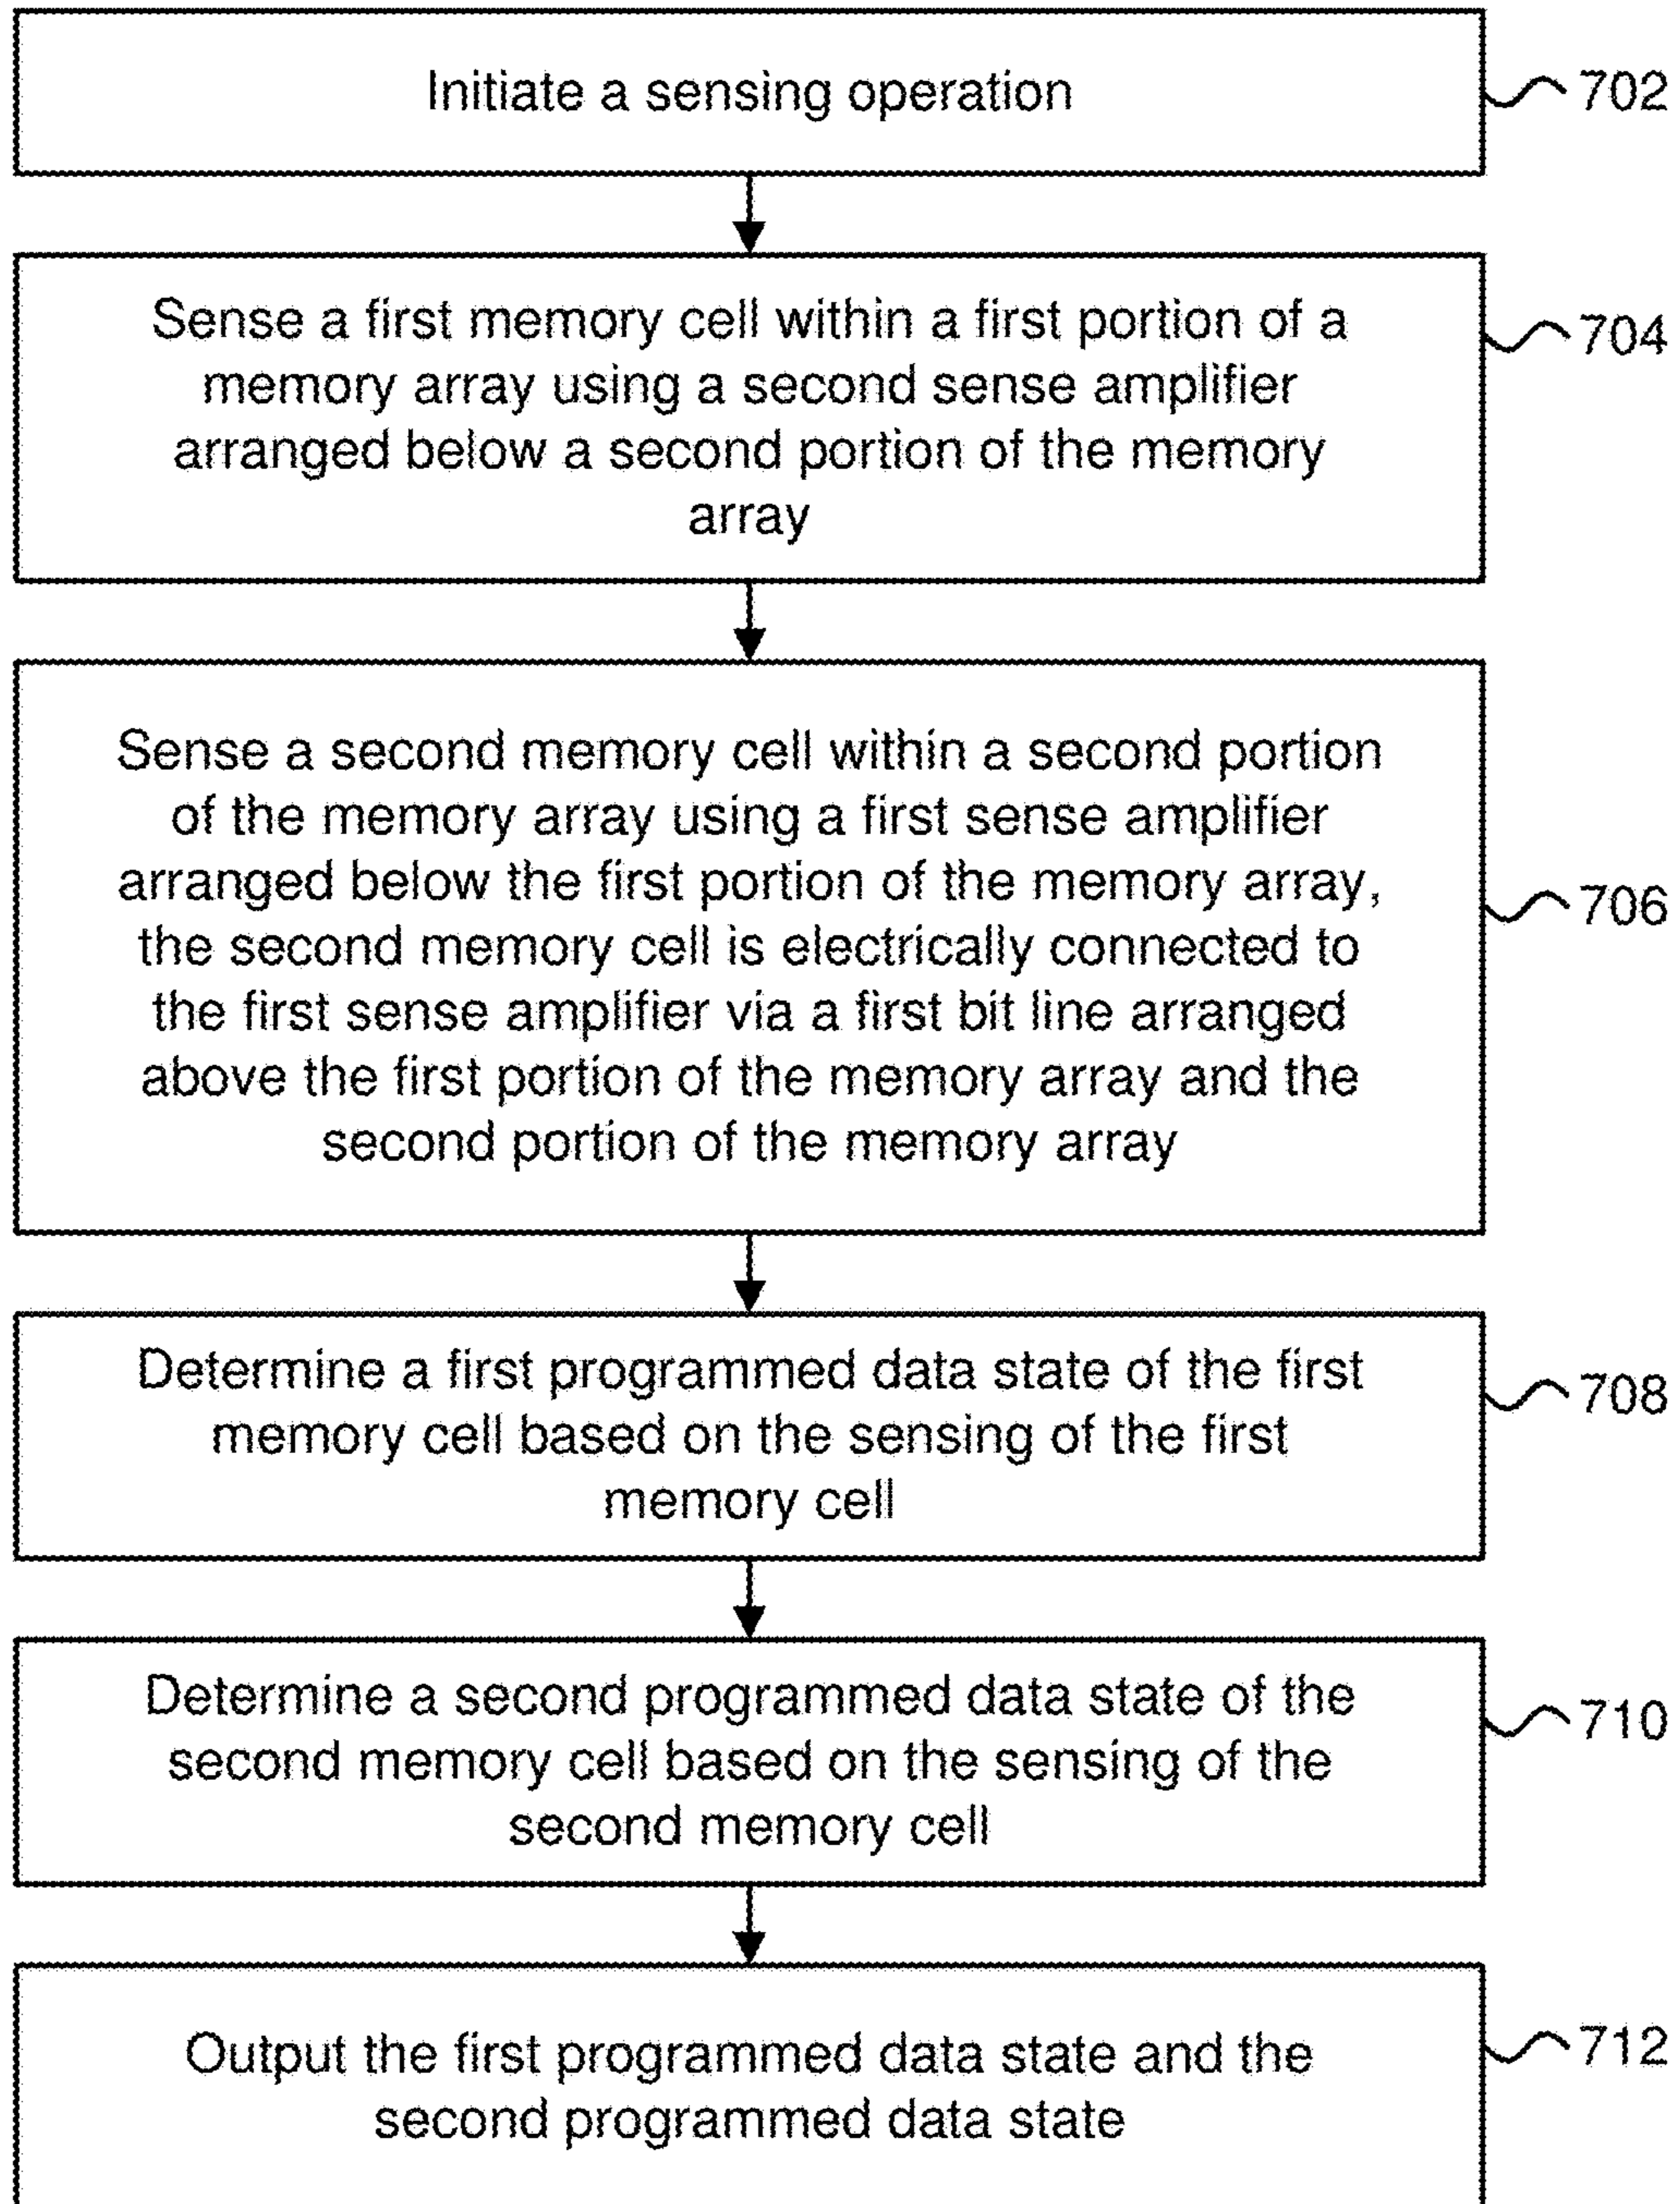 Initiate a sensing operation
702
Sense a first memory cell within a first portion of a
memory array using a second sense amplifier
arranged below a second portion of the memory
array
704
Sense a second memory cell within a second portion
of the memory array using a first sense amplifier
arranged below the first portion of the memory array,
the second memory cell is electrically connected to
the first sense amplifier via a first bit line arranged
above the first portion of the memory array and the
second portion of the memory array
706
Determine a first programmed data state of the first
memory cell based on the sensing of the first
memory cell
708
Determine a second programmed data state of the
second memory cell based on the sensing of the
second memory cell
710
Output the first programmed data state and the
second programmed data state
712